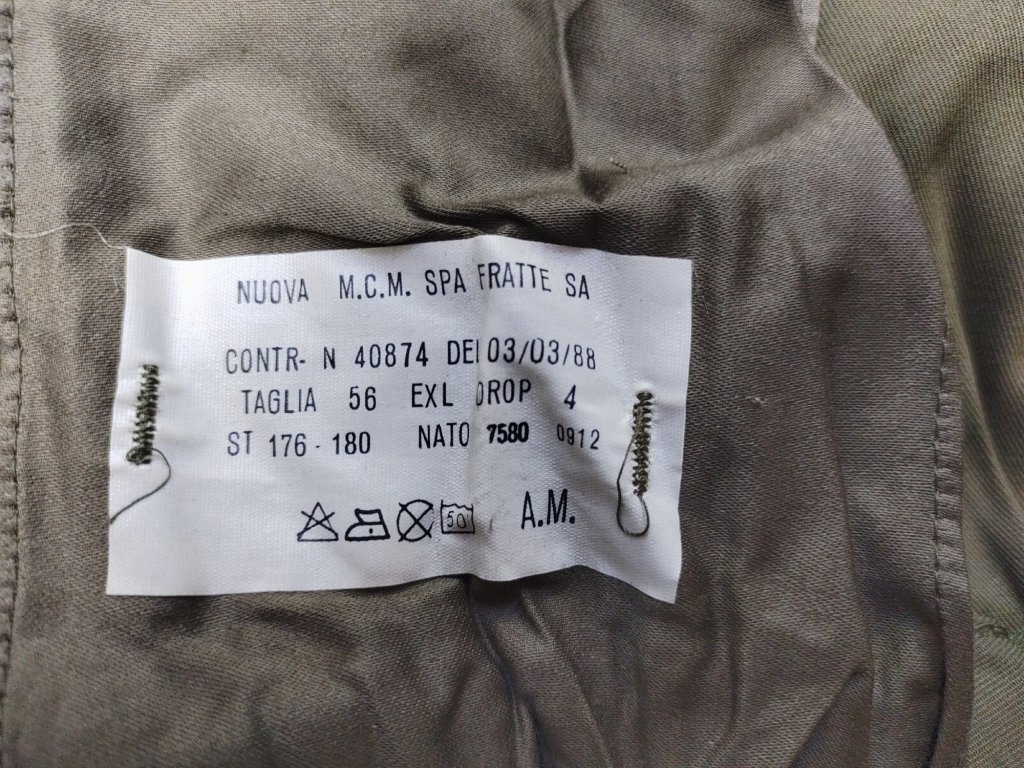 NUOVA M.C.M. SPA FRATTE SA
CONTR- N 40874 DEL 03/03/88
TAGLIA 56 EXL DROP 4
ST 176-180 NATO 7580 0912
50 A.M.